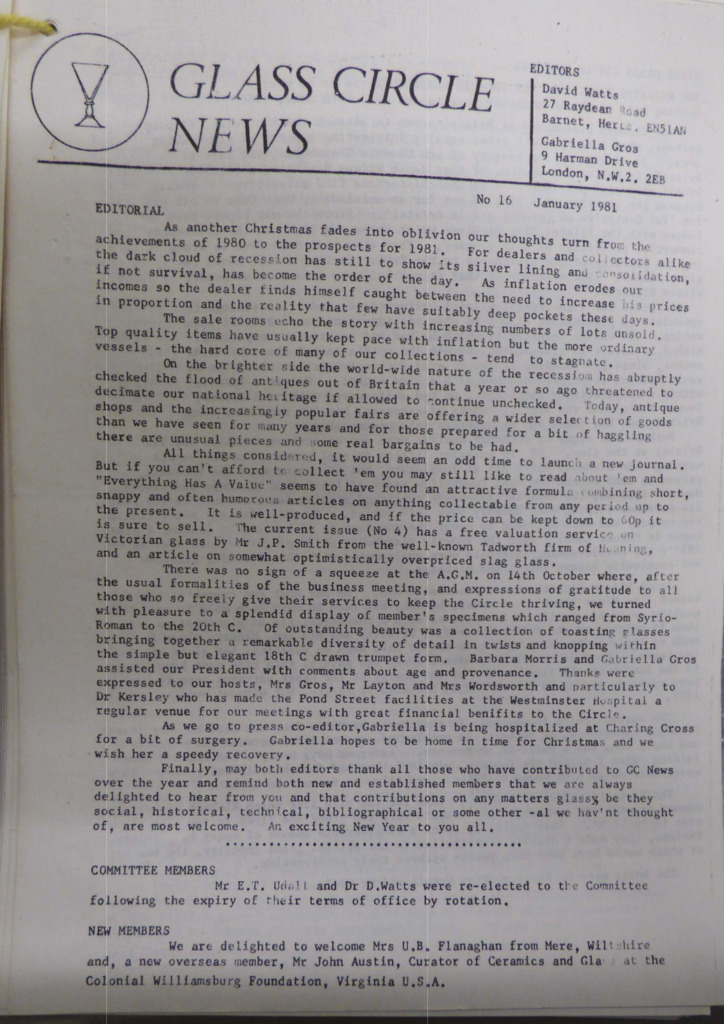 GLASS CIRCLE
NEWS
EDITORS
David Watts
27 Raydean Road
Barnet, Herts. EN51AN
Gabriella Gros
9 Harman Drive
London, N.W.2. 2EB
No 16 January 1981
EDITORIAL
As another Christmas fades into oblivion our thoughts turn from the
achievements of 1980 to the prospects for 1981. For dealers and collectors alike
the dark cloud of recession has still to show its silver lining and consolidation,
if not survival, has become the order of the day. As inflation erodes our
incomes so the dealer finds himself caught between the need to increase his prices
in proportion and the reality that few have suitably deep pockets these days.
The sale rooms echo the story with increasing numbers of lots unsold.
Top quality items have usually kept pace with inflation but the more ordinary
vessels - the hard core of many of our collections - tend to stagnate.
On the brighter side the world-wide nature of the recession has abruptly
checked the flood of antiques out of Britain that a year or so ago threatened to
decimate our national heritage if allowed to continue unchecked. Today, antique
shops and the increasingly popular fairs are offering a wider selection of goods
than we have seen for many years and for those prepared for a bit of haggling
there are unusual pieces and some real bargains to be had.
All things considered, it would seem an odd time to launch a new journal.
But if you can't afford to collect 'em you may still like to read about 'em and
"Everything Has A Value" seems to have found an attractive formula combining short,
snappy and often humorous articles on anything collectable from any period up to
the present. It is well-produced, and if the price can be kept down to 60p it
is sure to sell. The current issue (No 4) has a free valuation service on
Victorian glass by Mr J.P. Smith from the well-known Tadworth firm of
and an article on somewhat optimistically overpriced slag glass.
There was no sign of a squeeze at the A.G.M. on 14th October where, after
the usual formalities of the business meeting, and expressions of gratitude to all
those who so freely give their services to keep the Circle thriving, we turned
with pleasure to a splendid display of member's specimens which ranged from Syrio-
Roman to the 20th C. Of outstanding beauty was a collection of toasting glasses
bringing together a remarkable diversity of detail in twists and knopping within
the simple but elegant 18th C drawn trumpet form. Barbara Morris and Gabriella Gros
assisted our President with comments about age and provenance. Thanks were
expressed to our hosts, Mrs Gros, Mr Layton and Mrs Wordsworth and particularly to
Dr Kersley who has made the Pond Street facilities at the Westminster Hospital a
regular venue for our meetings with great financial benifits to the Circle.
As we go to press co-editor,Gabriella is being hospitalized at Charing Cross
for a bit of surgery. Gabriella hopes to be home in time for Christmas and we
wish her a speedy recovery.
Finally, may both editors thank all those who have contributed to GC News
over the year and remind both new and established members that we are always
delighted to hear from you and that contributions on any matters glassy be they
social, historical, technical, bibliographical or some other -al we hav'nt thought
of, are most welcome. An exciting New Year to you all.
COMMITTEE MEMBERS
Mr E.T. Udall and Dr D.Watts were re-elected to the Committee
following the expiry of their terms of office by rotation.
NEW MEMBERS
We are delighted to welcome Mrs U.B. Flanaghan from Mere, Wiltshire
and, a new overseas member, Mr John Austin, Curator of Ceramics and Glass at the
Colonial Williamsburg Foundation, Virginia U.S.A.